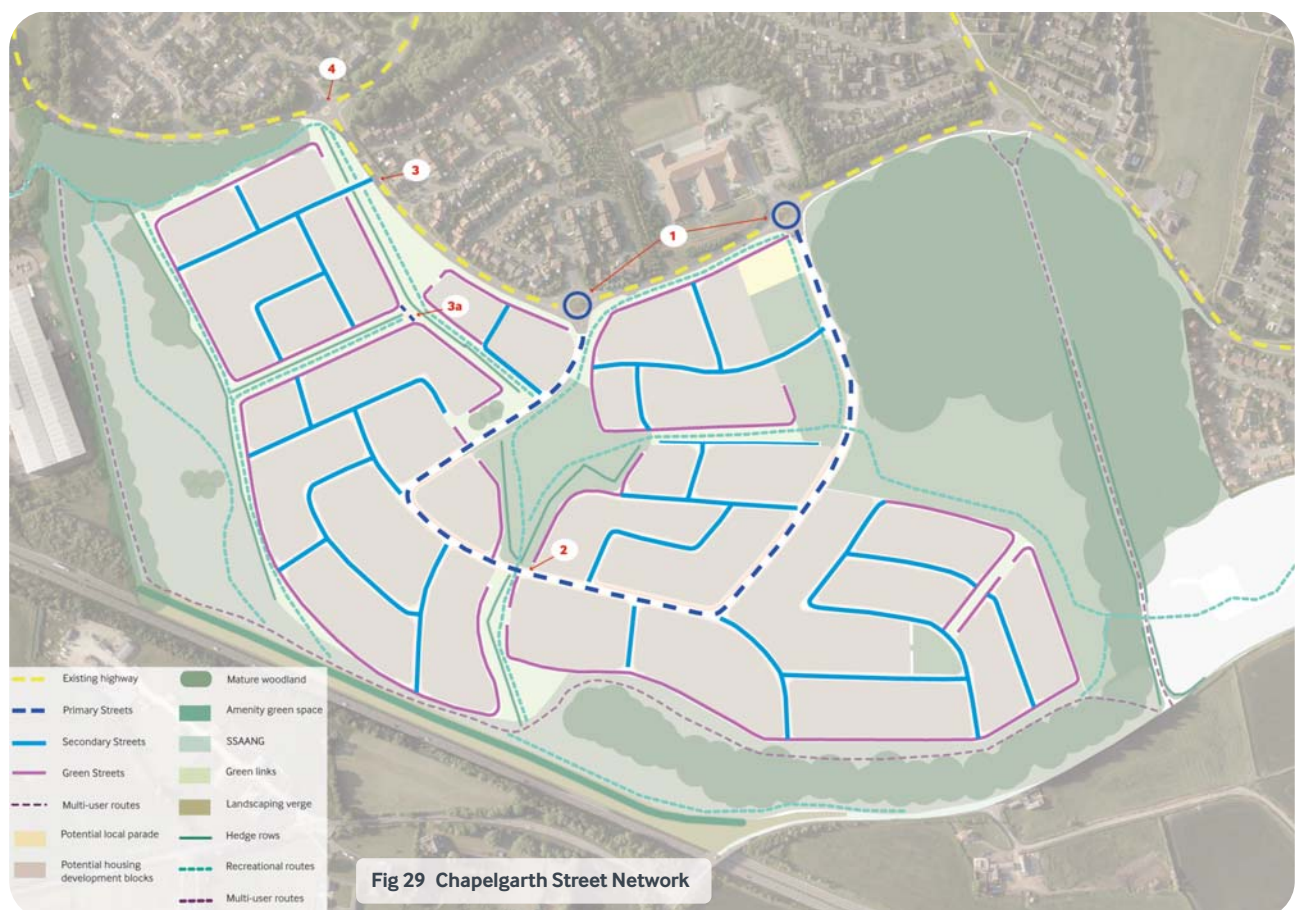 4
3
1
3a
2
Existing highway
Primary Streets
Secondary Streets
Green Streets
Multi-user routes
Potential local parade
Potential housing
development blocks
Mature woodland
Amenity green space
SSAANG
Green links
Landscaping verge
Hedge rows
Recreational routes
Multi-user routes
Fig 29 Chapelgarth Street Network